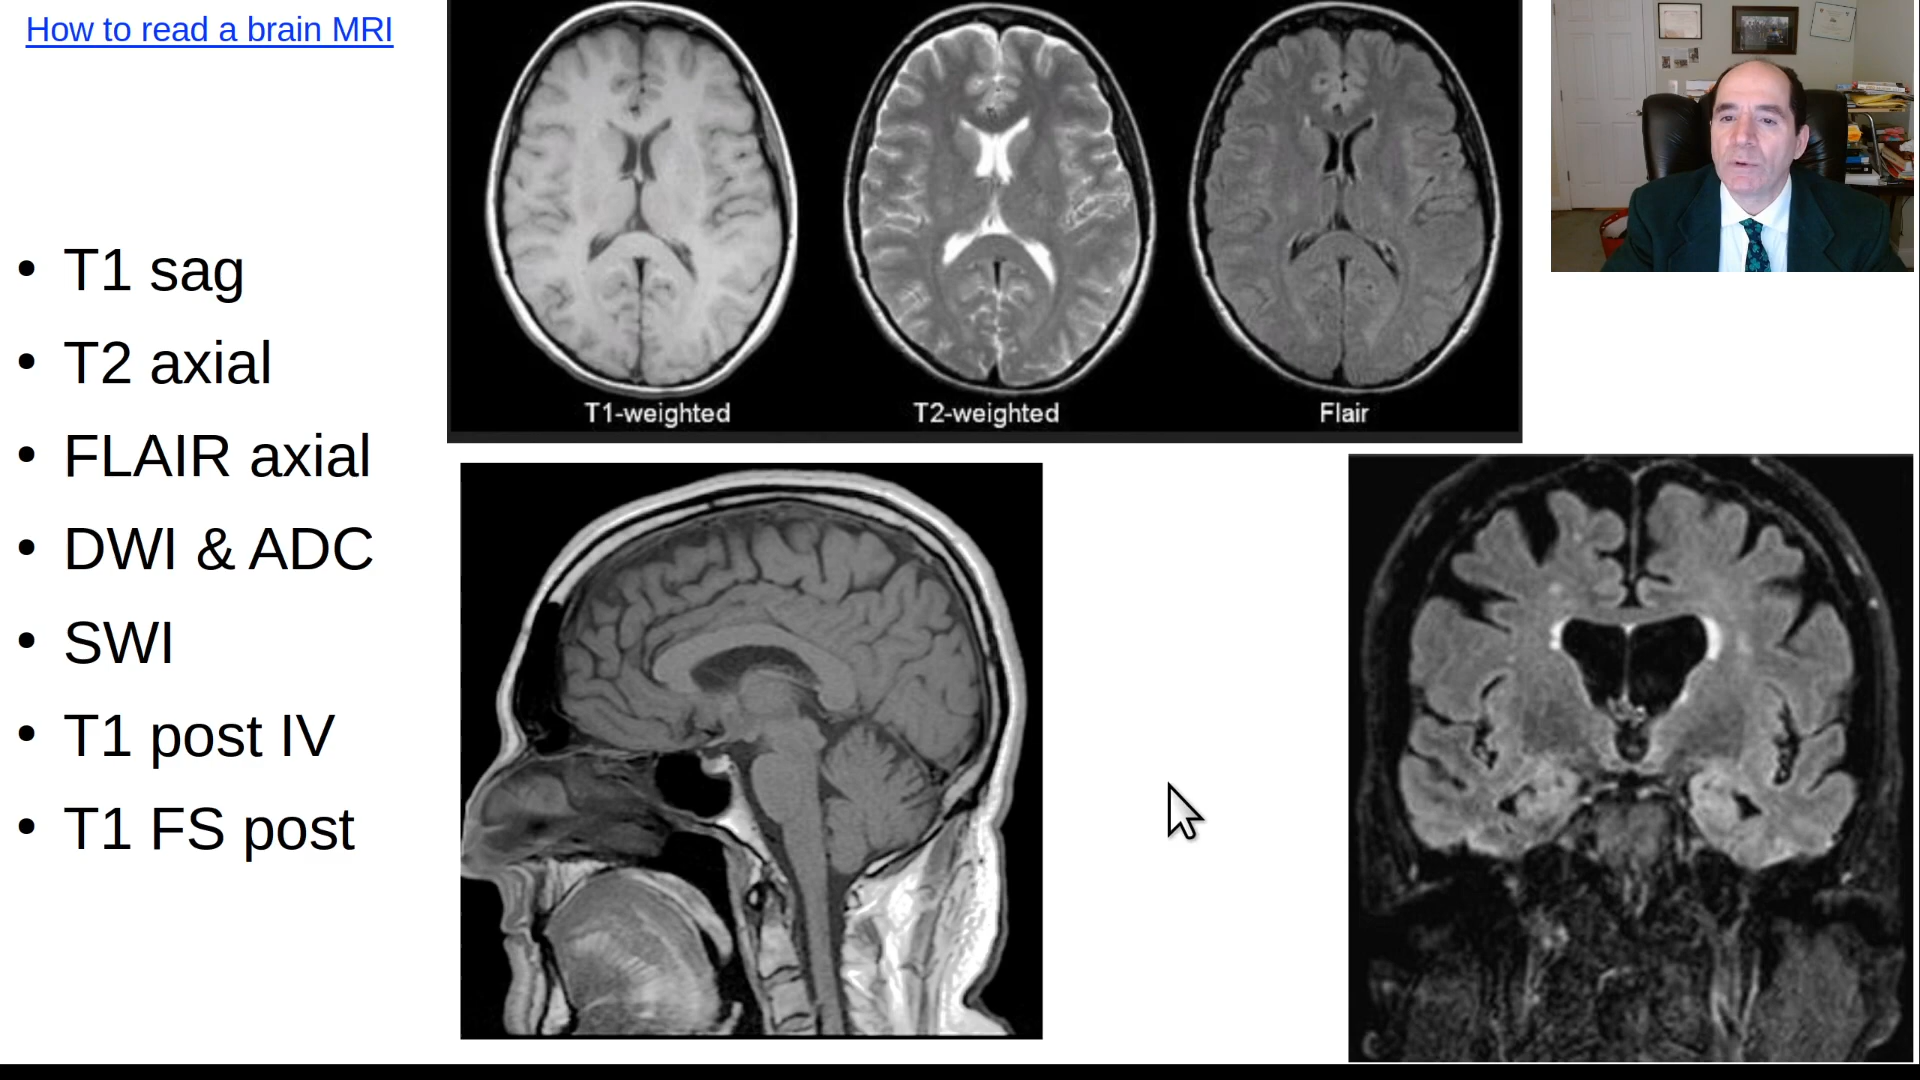 How to read a brain MRI
• T1 sag
• T2 axial
• FLAIR axial
• DWI & ADC
• SWI
• T1 post IV
• T1 FS post
T1-weighted
T2-weighted
Flair